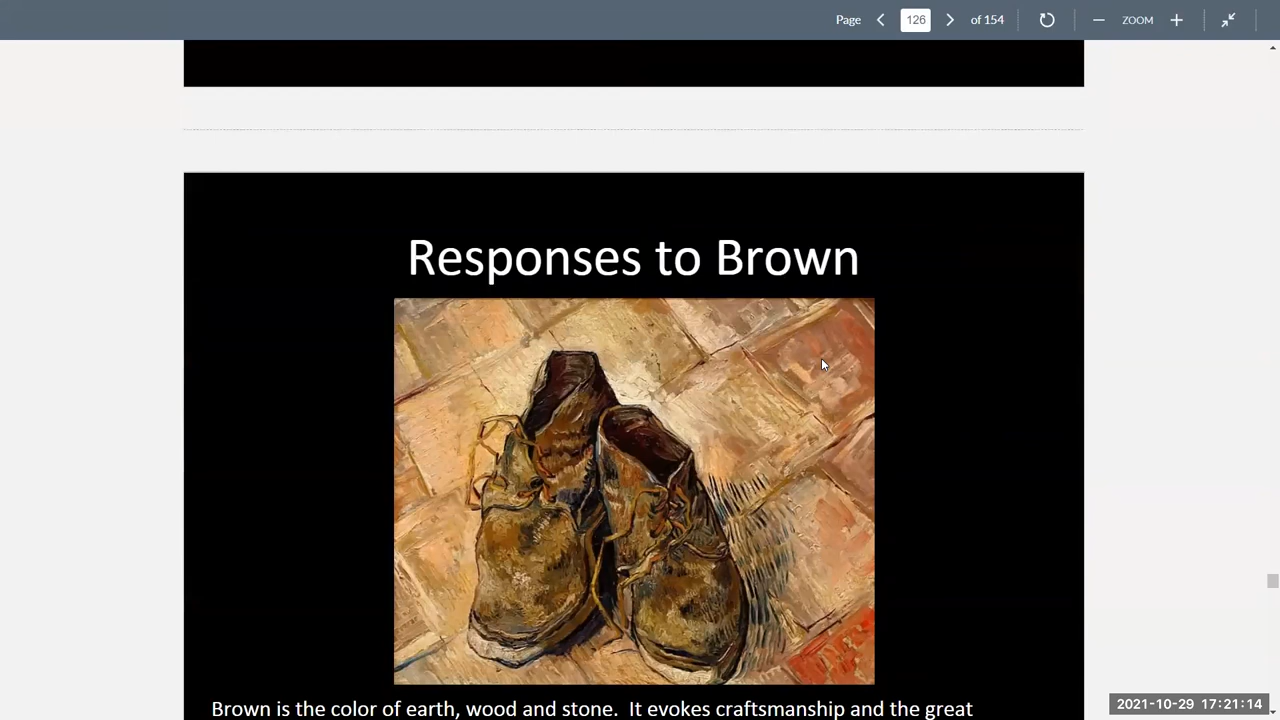 Page 126 of 154 ZOOM
Responses to Brown
Brown is the color of earth, wood and stone. It evokes craftsmanship and the great
2021-10-29 17:21:14